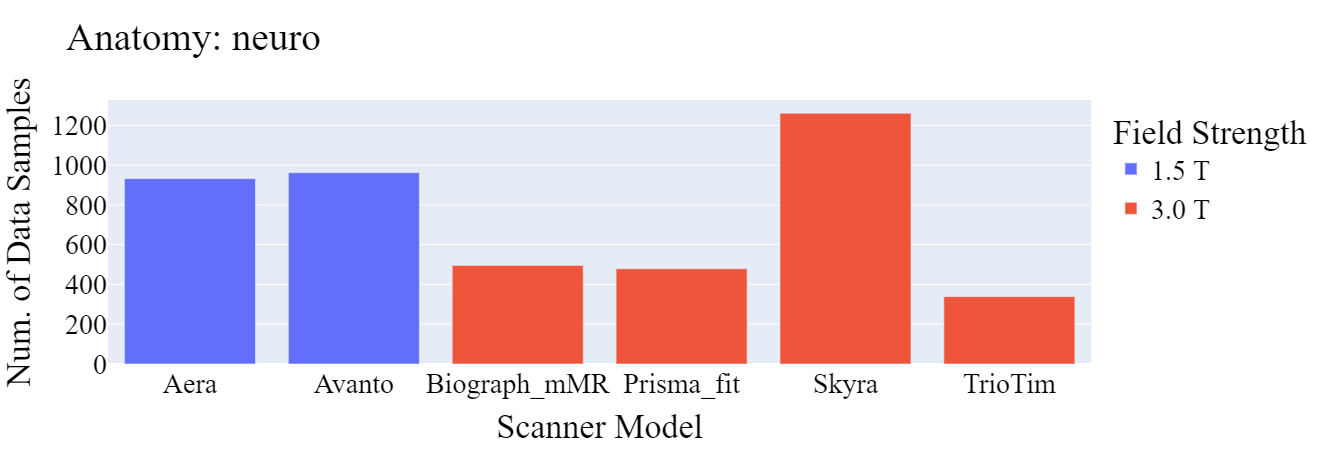 Anatomy: neuro
Num. of Data Samples
1200
1000
800
600
400
200
0
Aera Avanto Biograph_mMR Prisma_fit Skyra TrioTim
Scanner Model
Field Strength
1.5 T
3.0 T